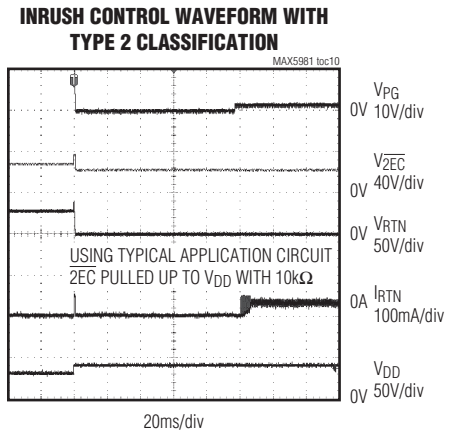 INRUSH CONTROL WAVEFORM WITH
TYPE 2 CLASSIFICATION
MAX5981 toc10
VPG
0V 10V/div
V2EC
0V 40V/div
VRTN
0V 50V/div
USING TYPICAL APPLICATION CIRCUIT
2EC PULLED UP TO VDD WITH 10kΩ
0A IRTN
100mA/div
VDD
0V 50V/div
20ms/div